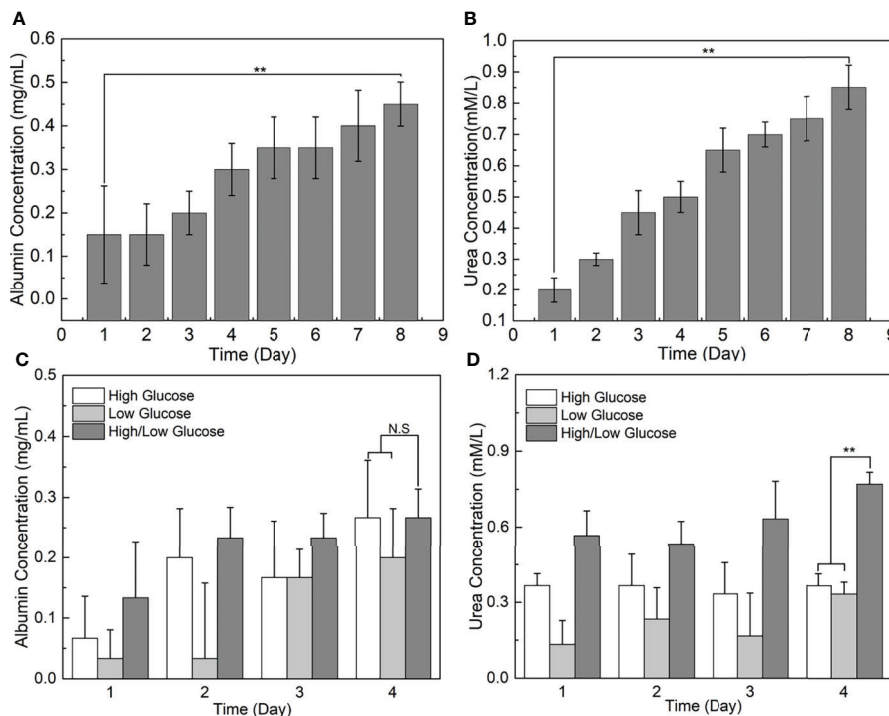 A
Albumin Concentration (mg/mL)
0.6
0.5
0.4
0.3
0.2
0.1
0.0
**
0 1 2 3 4 5 6 7 8 9
Time (Day)
B
Urea Concentration(mM/L)
1.0
0.9
0.8
0.7
0.6
0.5
0.4
0.3
0.2
0.1
**
0 1 2 3 4 5 6 7 8 9
Time (Day)
C
Albumin Concentration (mg/mL)
0.5
0.4
0.3
0.2
0.1
0.0
High Glucose
Low Glucose
High/Low Glucose
N.S
1 2 3 4
Time (Day)
D
Urea Concentration (mM/L)
1.2
0.9
0.6
0.3
0.0
High Glucose
Low Glucose
High/Low Glucose
**
1 2 3 4
Time (Day)